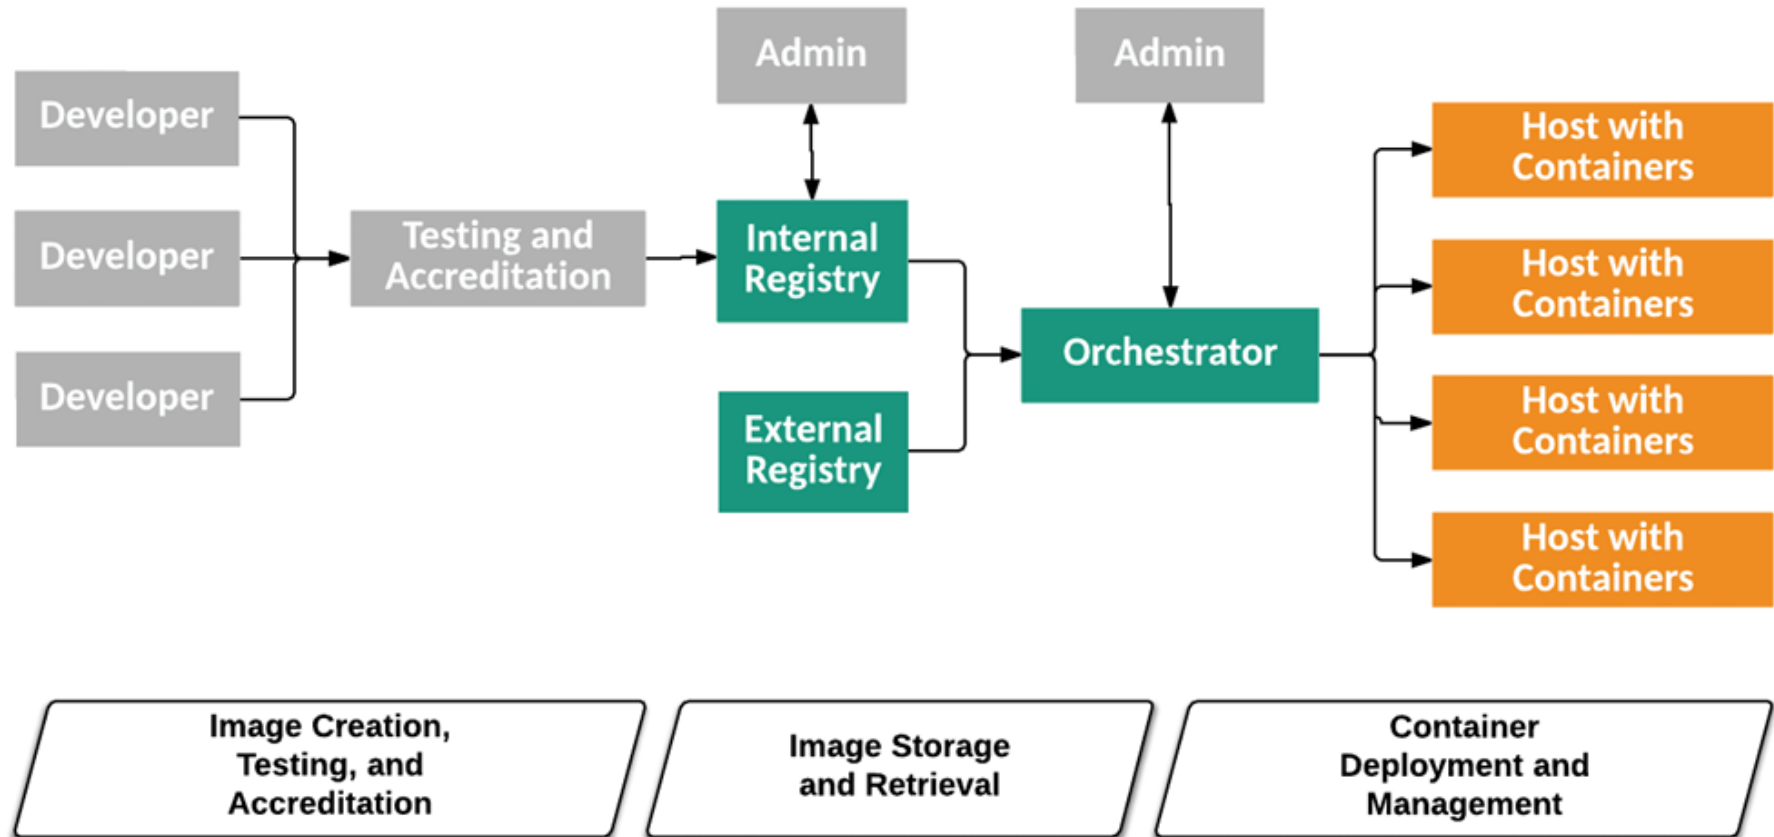 Developer
Developer
Developer
Testing and
Accreditation
Admin
Internal
Registry
External
Registry
Admin
Orchestrator
Host with
Containers
Host with
Containers
Host with
Containers
Host with
Containers
Image Creation,
Testing, and
Accreditation
Image Storage
and Retrieval
Container
Deployment and
Management